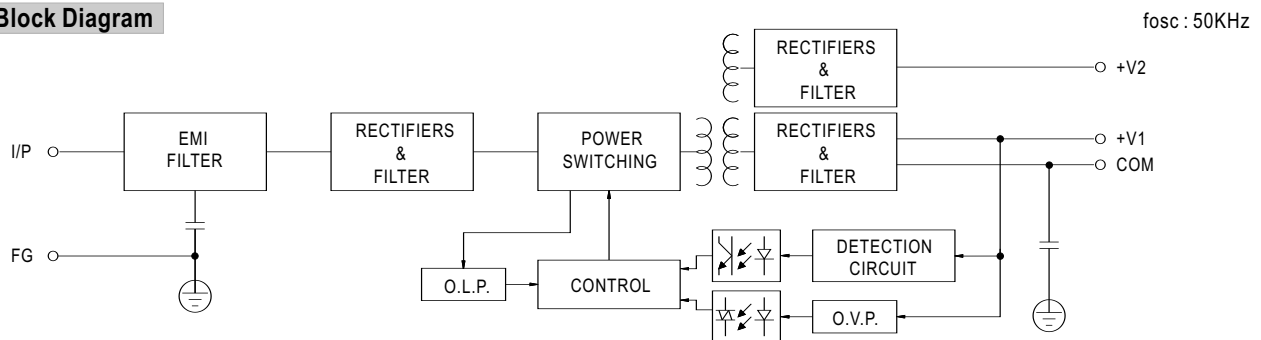 Block Diagram
fosc : 50KHz
RECTIFIERS
&
FILTER
+V2
I/P
EMI
FILTER
RECTIFIERS
&
FILTER
POWER
SWITCHING
RECTIFIERS
&
FILTER
+V1
COM
FG
O.L.P.
CONTROL
DETECTION
CIRCUIT
O.V.P.